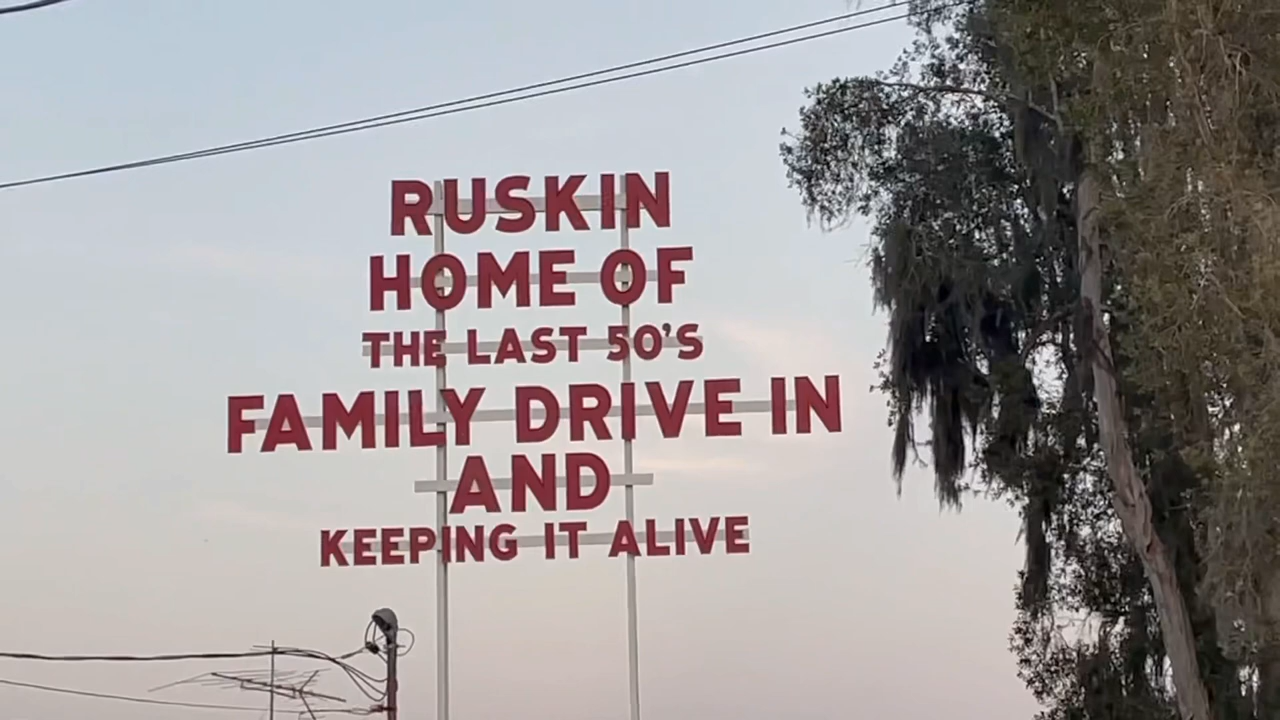 RUSKIN
HOME OF
THE LAST 50'S
FAMILY DRIVE IN
AND
KEEPING IT ALIVE